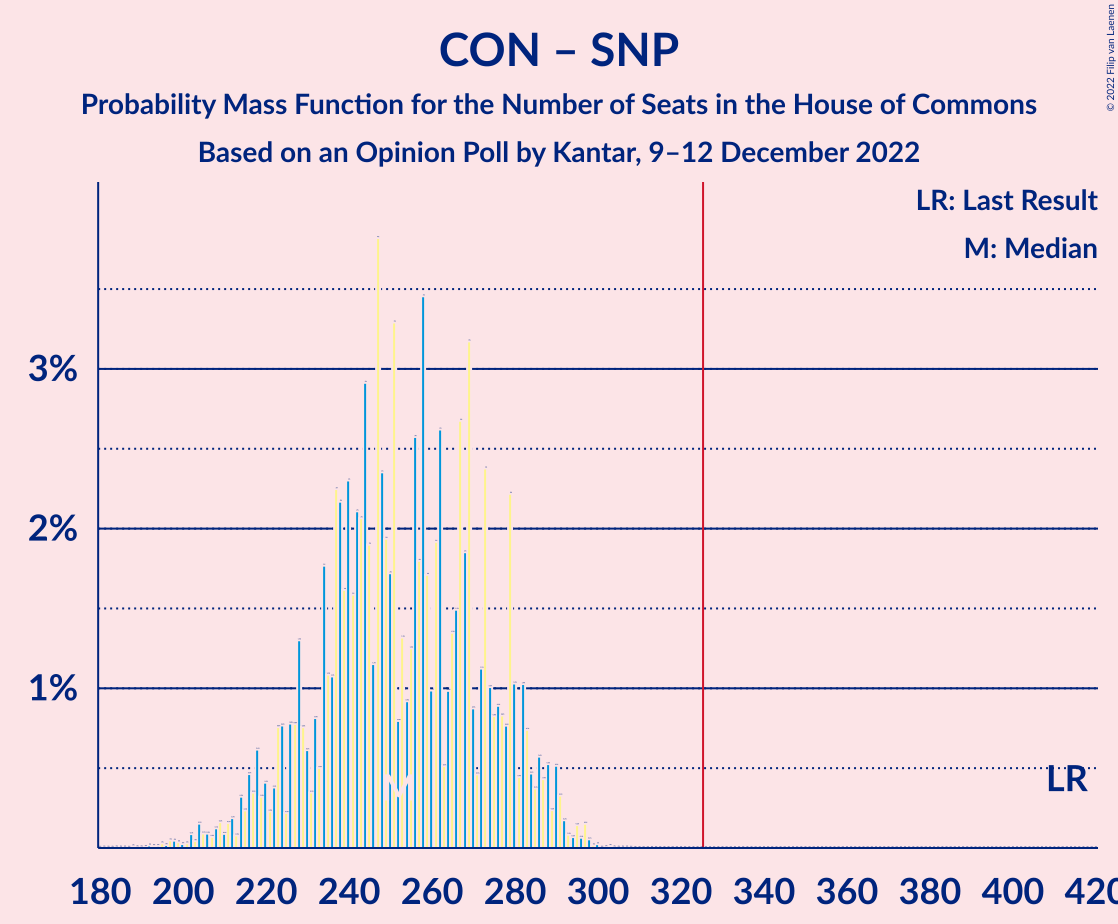 CON – SNP
Probability Mass Function for the Number of Seats in the House of Commons
Based on an Opinion Poll by Kantar, 9–12 December 2022
© 2022 Filip van Laenen
LR: Last Result
M: Median
3%
2%
1%
M
LR
180 200 220 240 260 280 300 320 340 360 380 400 420